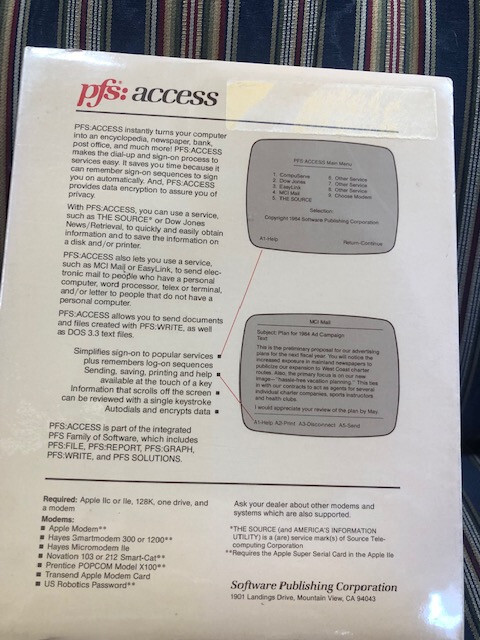 pfs: access
PFS:ACCESS instantly turns your computer
into an encyclopedia, newspaper, bank,
post office, and much more! PFS:ACCESS
makes the dial-up and sign-on process to
services easy. It saves you time because it
can remember sign-on sequences to sign
you on automatically. And, PFS:ACCESS
provides data encryption to assure you of
privacy.
With PFS:ACCESS, you can use a service,
such as THE SOURCE* or Dow Jones
News/Retrieval, to quickly and easily obtain
information and to save the information on
a disk and/or printer.
PFS:ACCESS also lets you use a service,
such as MCI Mail or EasyLink, to send elec-
tronic mail to people who have a personal
computer, word processor, telex or terminal,
and/or letter to people that do not have a
personal computer.
PFS:ACCESS allows you to send documents
and files created with PFS:WRITE, as well
as DOS 3.3 text files.
Simplifies sign-on to popular services
plus remembers log-on sequences
Sending, saving, printing and help
available at the touch of a key
Information that scrolls off the screen
can be reviewed with a single keystroke
Autodials and encrypts data
PFS:ACCESS is part of the integrated
PFS Family of Software, which includes
PFS:FILE, PFS:REPORT, PFS:GRAPH,
PFS:WRITE, and PFS SOLUTIONS.
PFS:ACCESS Main Menu
1. CompuServe 6. Other Service
2. Dow Jones 7. Other Service
3. EasyLink 8. Other Service
4. MCI Mail 9. Choose Modem
5. THE SOURCE
Selection:
Copyright 1984 Software Publishing Corporation
A1-Help Return-Continue
MCI Mail
Subject: Plan for 1984 Ad Campaign
Text:
This is the preliminary proposal for our advertising
plans for the next fiscal year. You will notice the
increased exposure in mainland newspapers to
publicize our expansion to West Coast charter
routes. Also, the primary focus is on our new
image—"hassle-free vacation planning." This ties
in with our contracts to act as agents for several
individual charter companies, sports instructors
and health clubs.
I would appreciate your review of the plan by May
A1-Help A2-Print A3-Disconnect A5-Send
Required: Apple IIc or IIe, 128K, one drive, and
a modem
Modems:
Apple Modem**
Hayes Smartmodem 300 or 1200**
Hayes Micromodem IIe
Novation 103 or 212 Smart-Cat**
Prentice POPCOM Model X100**
Transend Apple Modem Card
US Robotics Password**
Ask your dealer about other modems and
systems which are also supported.
*THE SOURCE (and AMERICA'S INFORMATION
UTILITY) is a (are) service mark(s) of Source Tele-
computing Corporation
**Requires the Apple Super Serial Card in the Apple IIe
Software Publishing Corporation
1901 Landings Drive, Mountain View, CA 94043